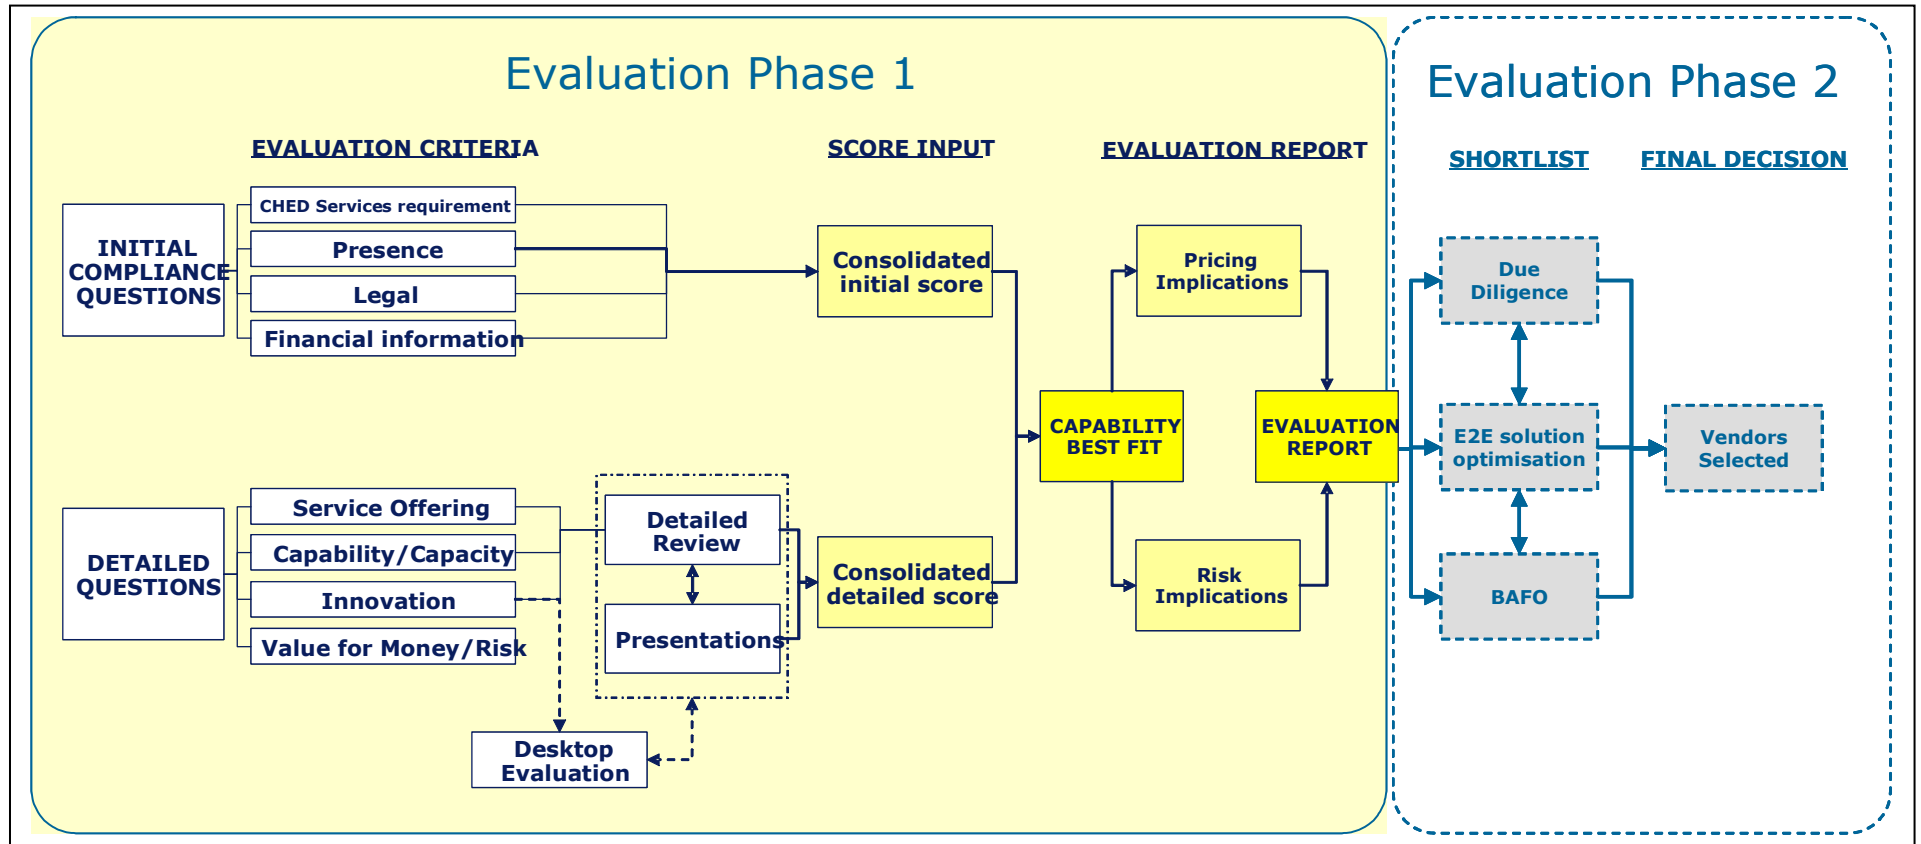 Evaluation Phase 1
Evaluation Phase 2
EVALUATION CRITERIA
SCORE INPUT
EVALUATION REPORT
SHORTLIST
FINAL DECISION
INITIAL
COMPLIANCE
QUESTIONS
CHED Services requirement
Presence
Legal
Financial information
Consolidated
initial score
Pricing
Implications
Due
Diligence
CAPABILITY
BEST FIT
EVALUATION
REPORT
E2E solution
optimisation
Vendors
Selected
DETAILED
QUESTIONS
Service Offering
Capability/Capacity
Innovation
Value for Money/Risk
Detailed
Review
Presentations
Consolidated
detailed score
Risk
Implications
BAFO
Desktop
Evaluation